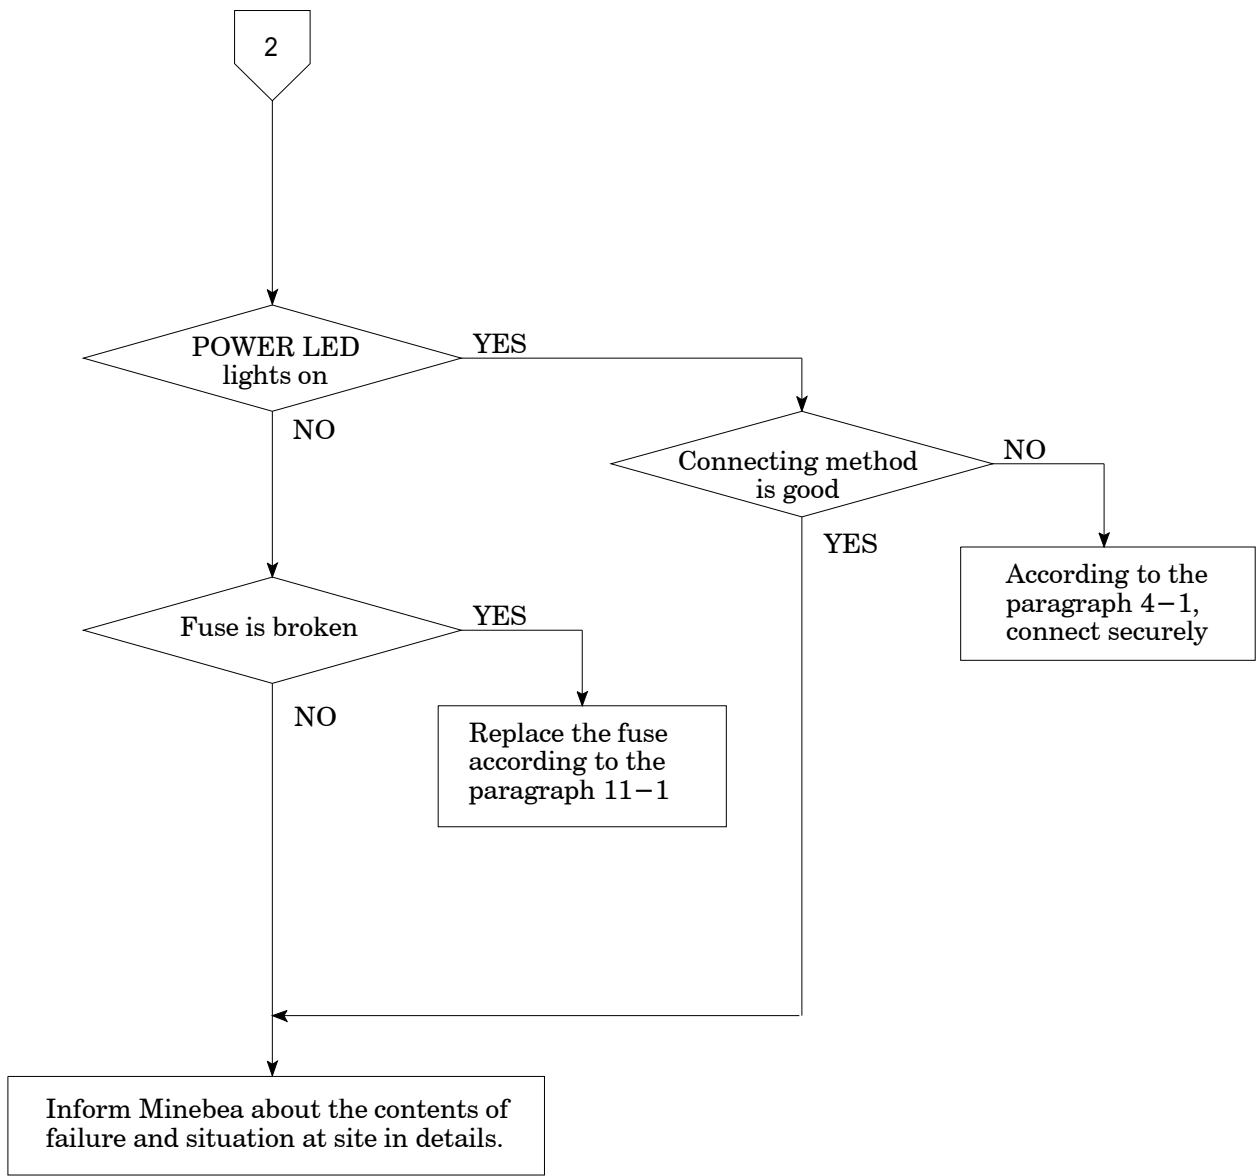 2
POWER LED
lights on
YES
NO
Connecting method
is good
NO
YES
According to the
paragraph 4−1,
connect securely
Fuse is broken
YES
NO
Replace the fuse
according to the
paragraph 11−1
Inform Minebea about the contents of
failure and situation at site in details.